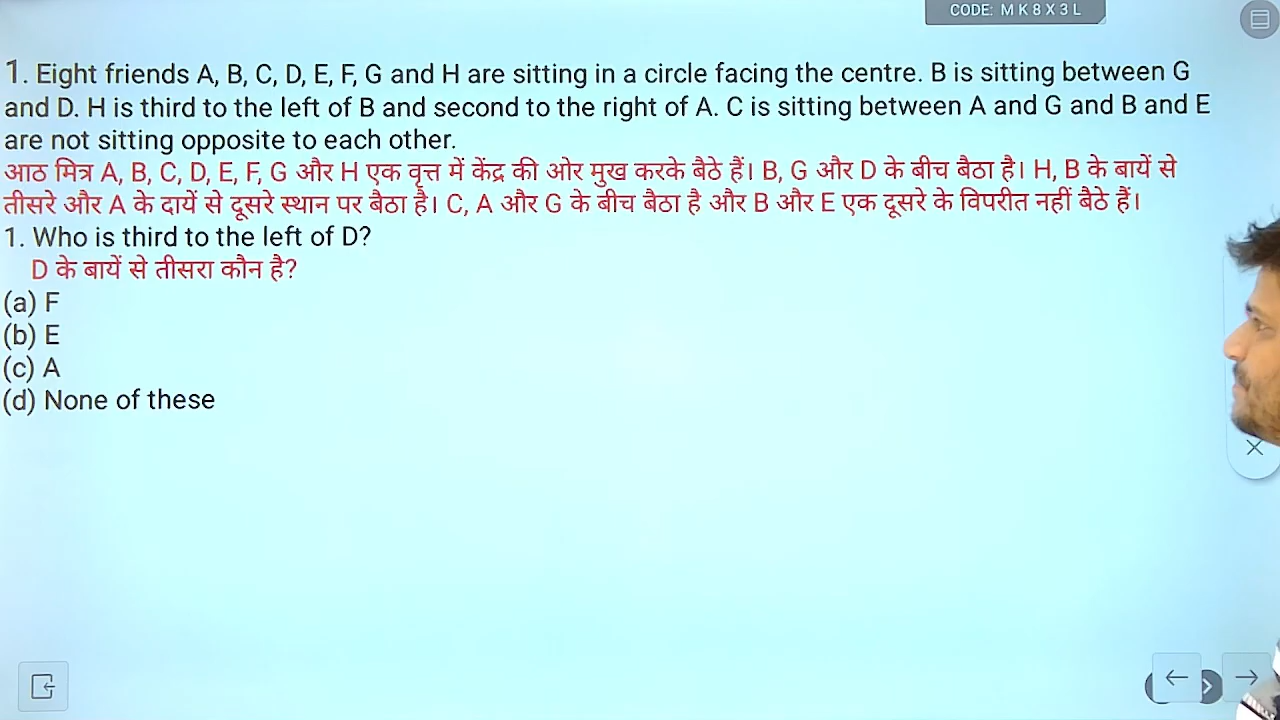 CODE: M K 8 X 3 L
1. Eight friends A, B, C, D, E, F, G and H are sitting in a circle facing the centre. B is sitting between G
and D. H is third to the left of B and second to the right of A. C is sitting between A and G and B and E
are not sitting opposite to each other.
आठ मित्र A, B, C, D, E, F, G और H एक वृत्त में केंद्र की ओर मुख करके बैठे हैं। B, G और D के बीच बैठा है। H, B के बायें से
तीसरे और A के दायें से दूसरे स्थान पर बैठा है। C, A और G के बीच बैठा है और B और E एक दूसरे के विपरीत नहीं बैठे हैं।
1. Who is third to the left of D?
D के बायें से तीसरा कौन है?
(a) F
(b) E
(c) A
(d) None of these